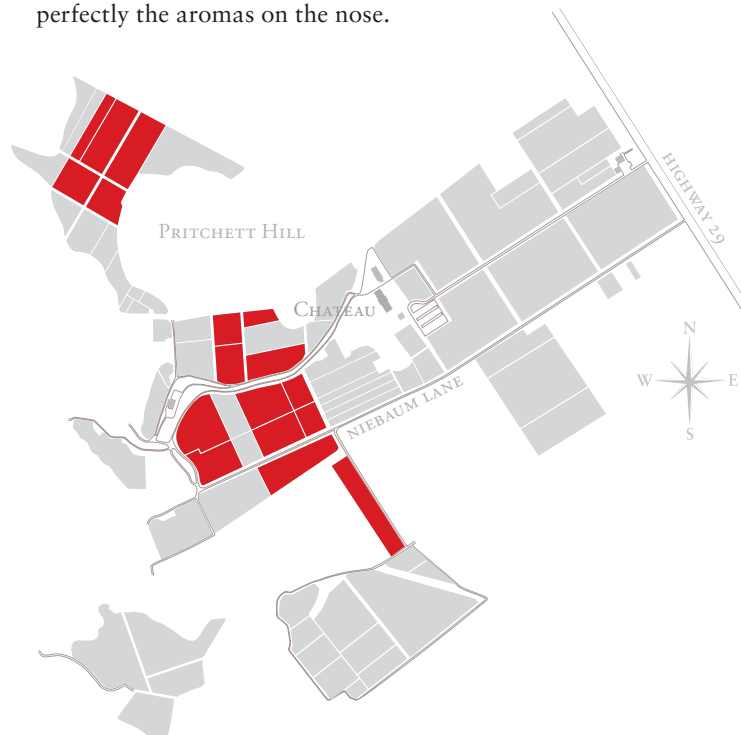 perfectly the aromas on the nose.
HIGHWAY 29
PRITCHETT HILL
CHATEAU
N
W E
S
NIEBAUM LANE